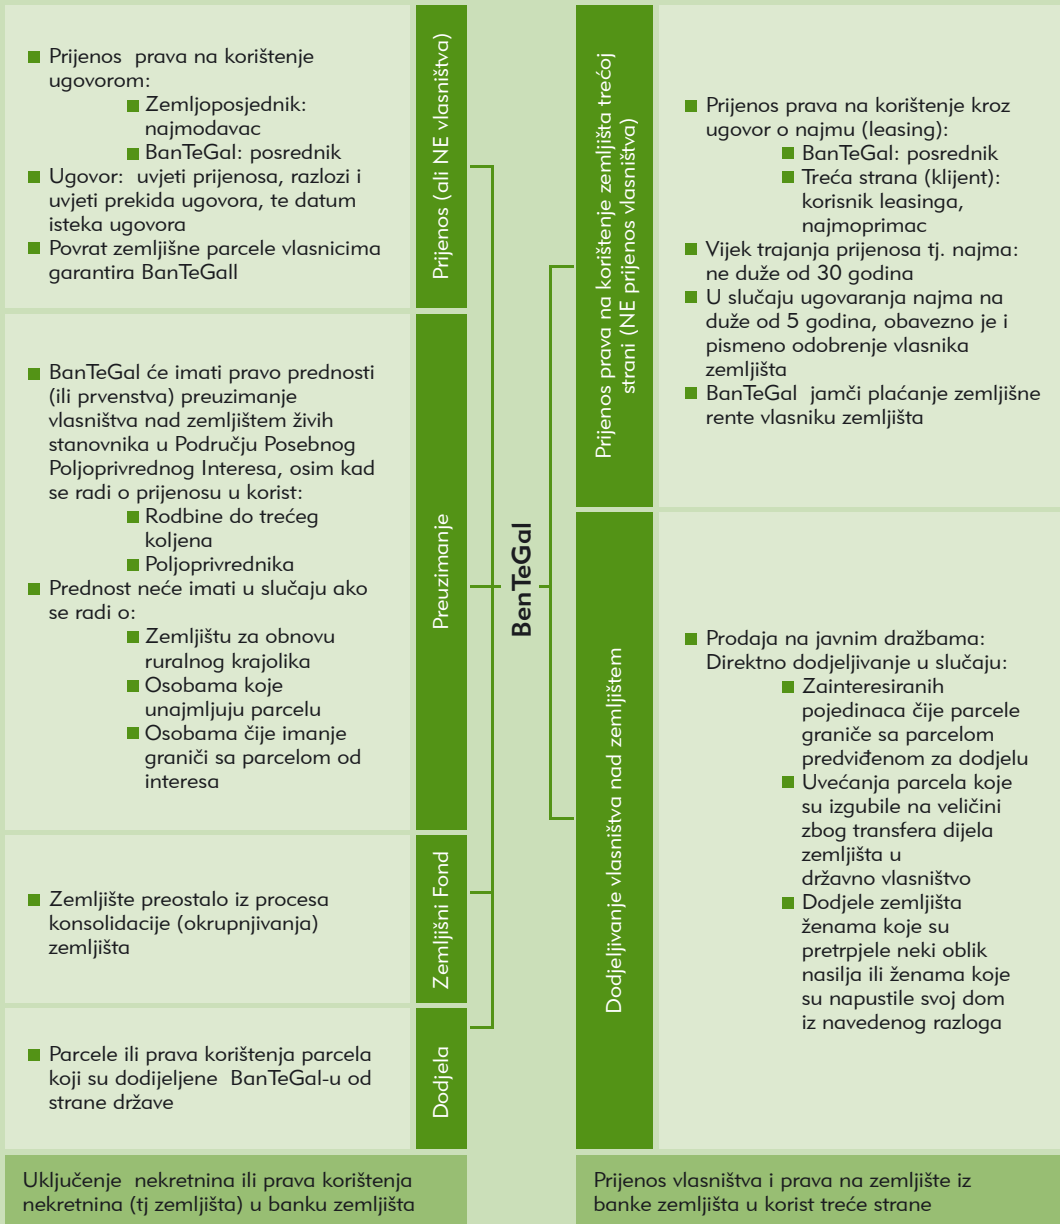 Prijenos prava na korištenje
ugovorom:
Zemljoposjednik:
najmodavac
BanTeGal: posrednik
Ugovor: uvjeti prijenosa, razlozi i
uvjeti prekida ugovora, te datum
isteka ugovora
Povrat zemljišne parcele vlasnicima
garantira BanTeGall
Prijenos (ali NE vlasništva)
BanTeGal će imati pravo prednosti
(ili prvenstva) preuzimanje
vlasništva nad zemljištem živih
stanovnika u Području Posebnog
Poljoprivrednog Interesa, osim kad
se radi o prijenosu u korist:
Rodbine do trećeg
koljena
Poljoprivrednika
Prednost neće imati u slučaju ako
se radi o:
Zemljištu za obnovu
ruralnog krajolika
Osobama koje
unajmljuju parcelu
Osobama čije imanje
graniči sa parcelom od
interesa
Preuzimanje
Zemljište preostalo iz procesa
konsolidacije (okrupnjivanja)
zemljišta
Zemljišni Fond
Parcele ili prava korištenja parcela
koji su dodijeljene BanTeGal-u od
strane države
Dodjela
Uključenje nekretnina ili prava korištenja
nekretnina (tj zemljišta) u banku zemljišta
BenTeGal
Prijenos prava na korištenje zemljišta trećoj
strani (NE prijenos vlasništva)
Prijenos prava na korištenje kroz
ugovor o najmu (leasing):
BanTeGal: posrednik
Treća strana (klijent):
korisnik leasinga,
najmoprimac
Vijek trajanja prijenosa tj. najma:
ne duže od 30 godina
U slučaju ugovaranja najma na
duže od 5 godina, obavezno je i
pismeno odobrenje vlasnika
zemljišta
BanTeGal jamči plaćanje zemljišne
rente vlasniku zemljišta
Dodjeljivanje vlasništva nad zemljištem
Prodaja na javnim dražbama:
Direktno dodjeljivanje u slučaju:
Zainteresiranih
pojedinaca čije parcele
graniče sa parcelom
predviđenom za dodjelu
Uvećanja parcela koje
su izgubile na veličini
zbog transfera dijela
zemljišta u
državno vlasništvo
Dodjele zemljišta
ženama koje su
pretrpjele neki oblik
nasilja ili ženama koje
su napustile svoj dom
iz navedenog razloga
Prijenos vlasništva i prava na zemljište iz
banke zemljišta u korist treće strane